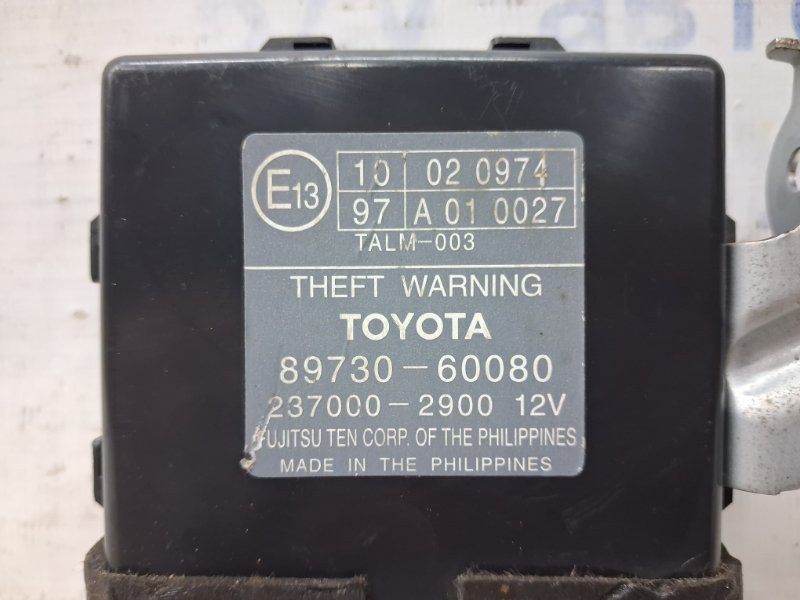 E13
10 02 0974
97 A 01 0027
TALM-003
THEFT WARNING
TOYOTA
89730-60080
237000-2900 12V
FUJITSU TEN CORP. OF THE PHILIPPINES
MADE IN THE PHILIPPINES